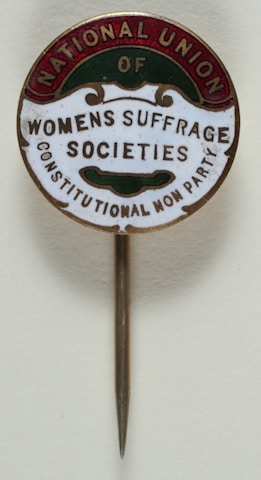 NATIONAL UNION
OF
WOMENS SUFFRAGE
SOCIETIES
CONSTITUTIONAL NON PARTY